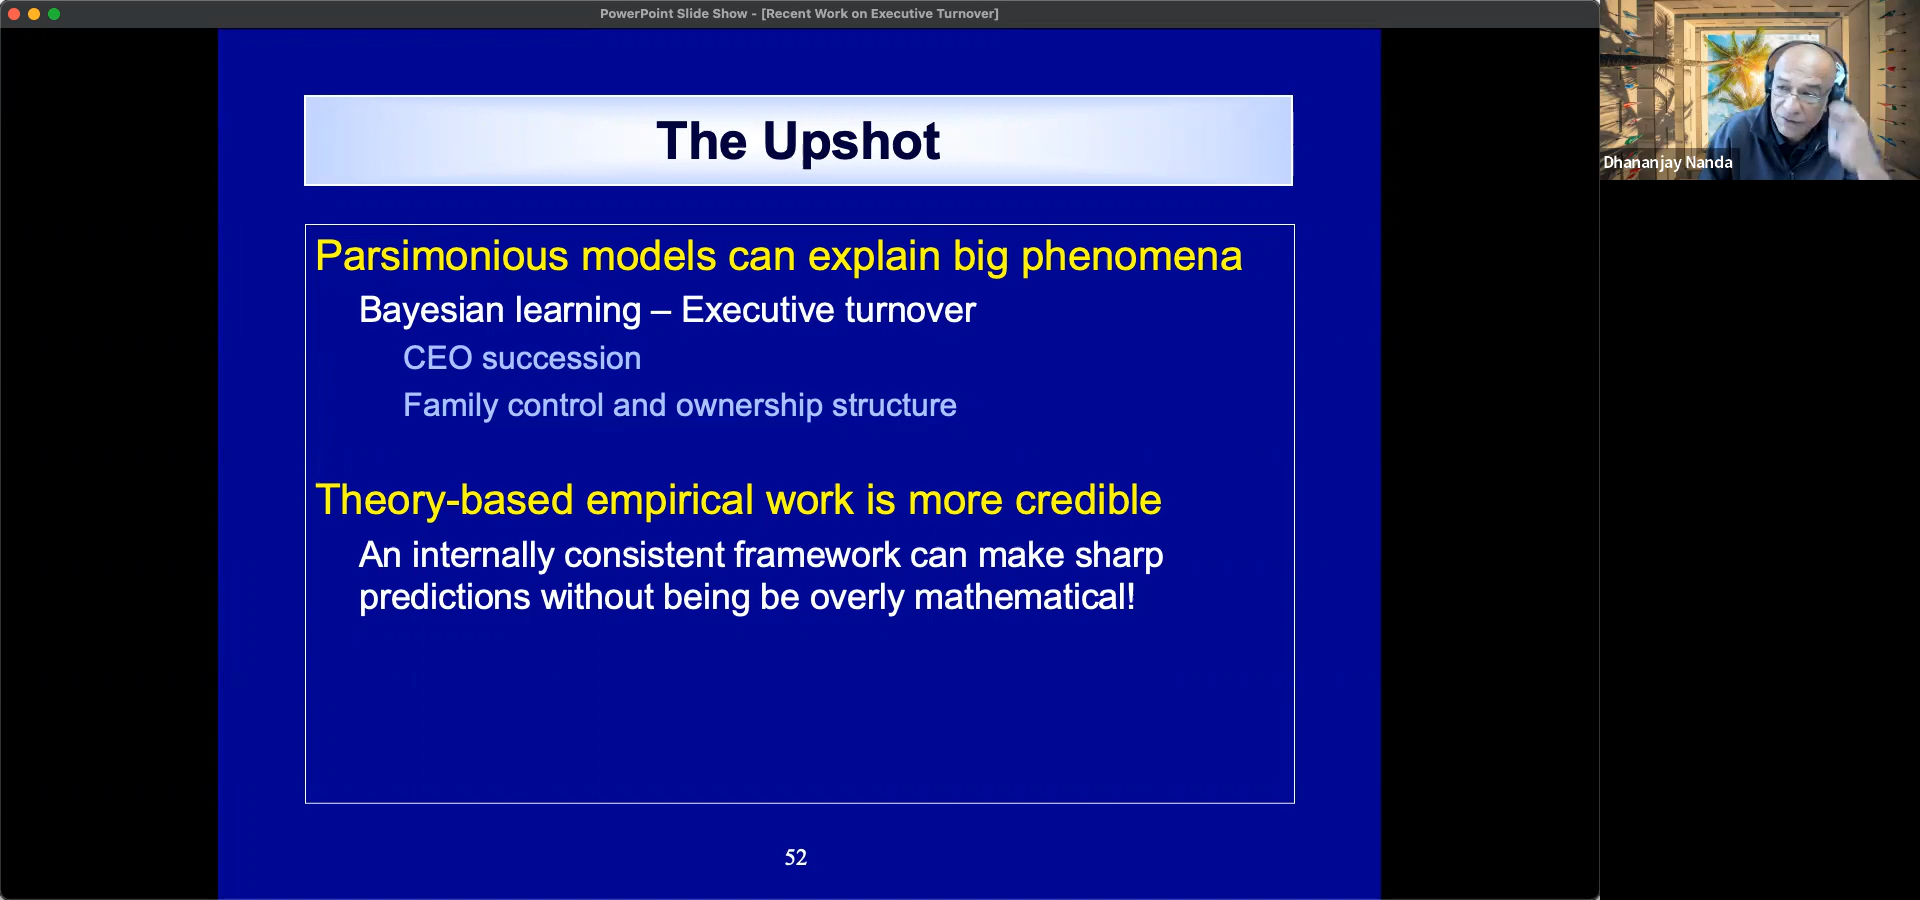 PowerPoint Slide Show - [Recent Work on Executive Turnover]
The Upshot
Parsimonious models can explain big phenomena
Bayesian learning – Executive turnover
CEO succession
Family control and ownership structure
Theory-based empirical work is more credible
An internally consistent framework can make sharp
predictions without being be overly mathematical!
52
Dhananjay Nanda